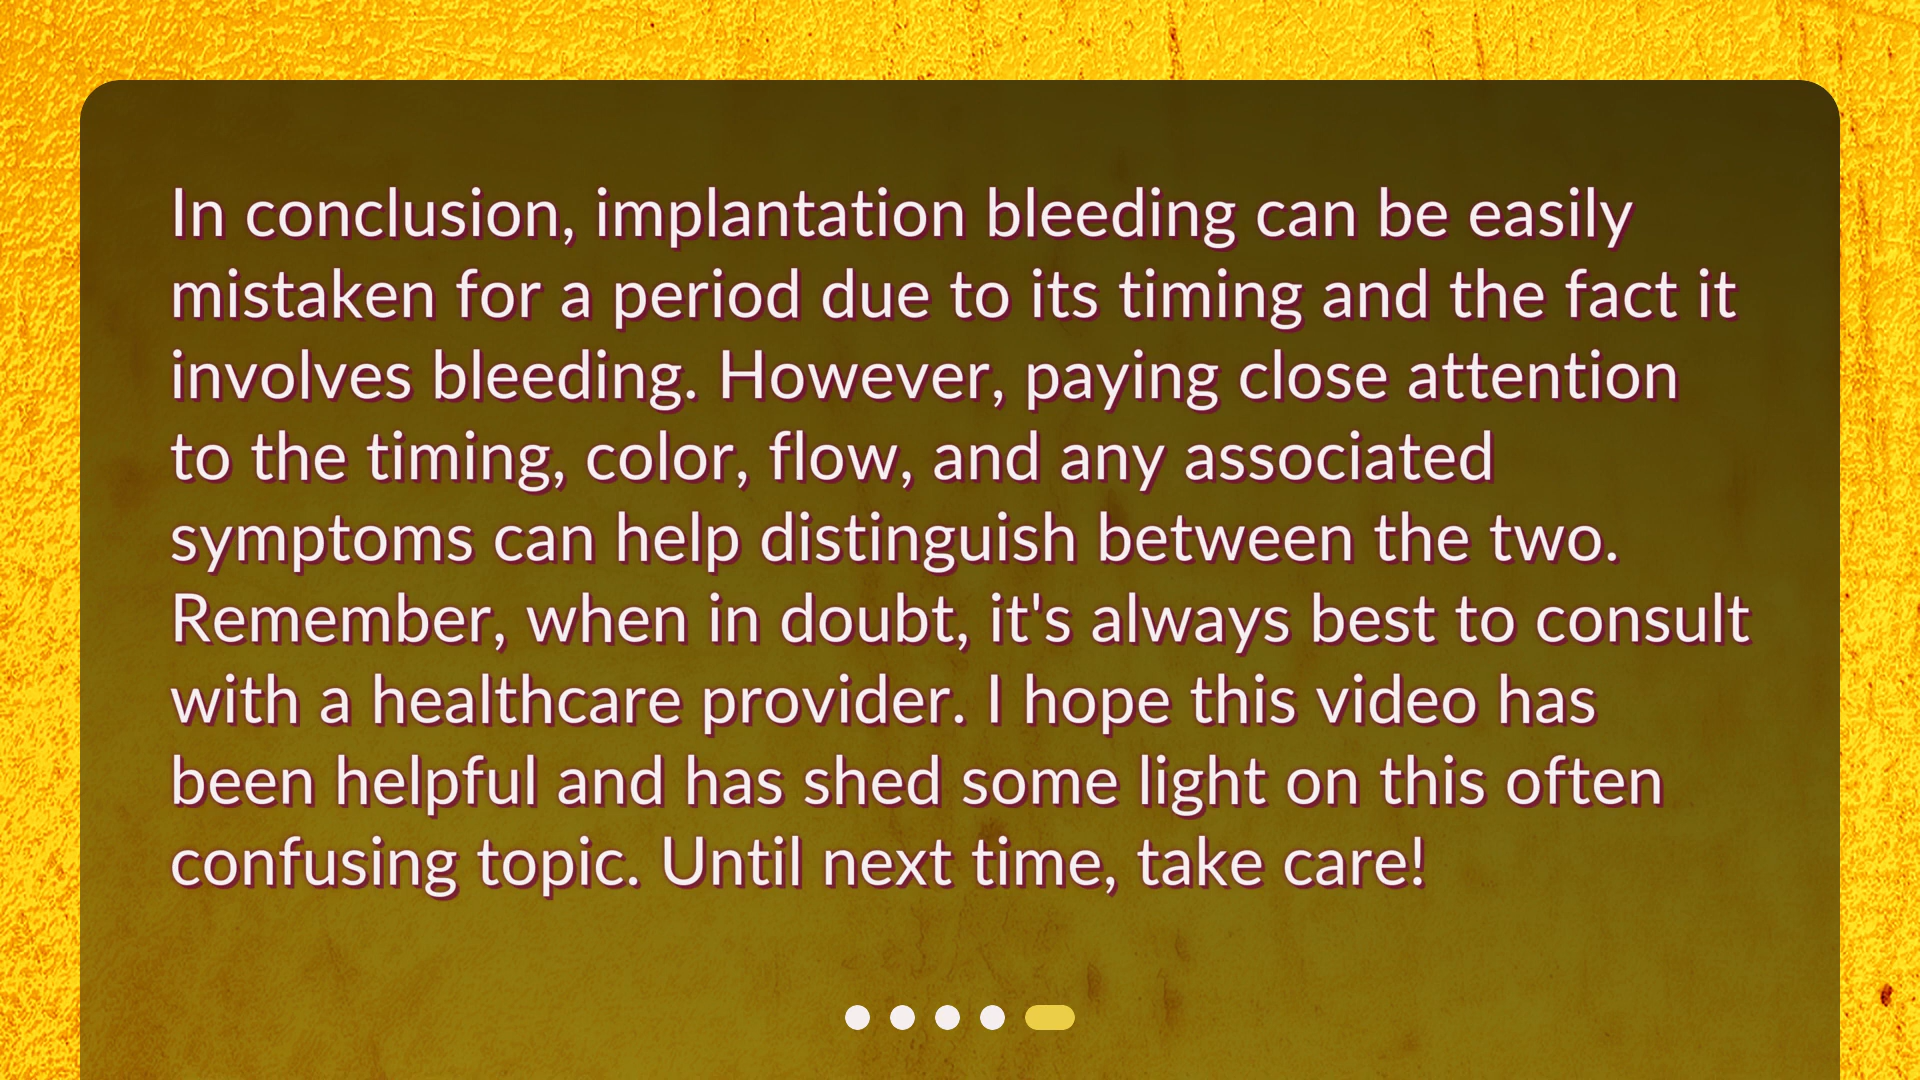 In conclusion, implantation bleeding can be easily
mistaken for a period due to its timing and the fact it
involves bleeding. However, paying close attention
to the timing, color, flow, and any associated
symptoms can help distinguish between the two.
Remember, when in doubt, it's always best to consult
with a healthcare provider. I hope this video has
been helpful and has shed some light on this often
confusing topic. Until next time, take care!